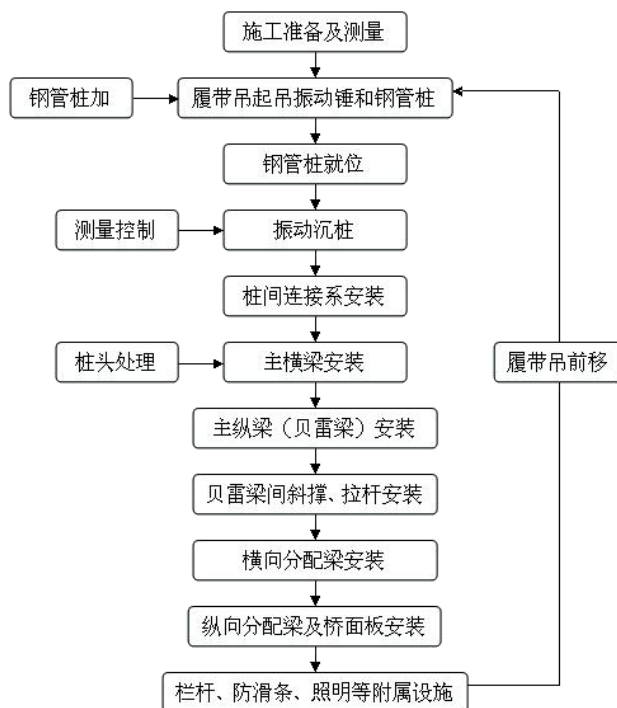 施工准备及测量
钢管桩加
履带吊起吊振动锤和钢管桩
钢管桩就位
测量控制
振动沉桩
桩间连接系安装
桩头处理
主横梁安装
履带吊前移
主纵梁（贝雷梁）安装
贝雷梁间斜撑、拉杆安装
横向分配梁安装
纵向分配梁及桥面板安装
栏杆、防滑条、照明等附属设施